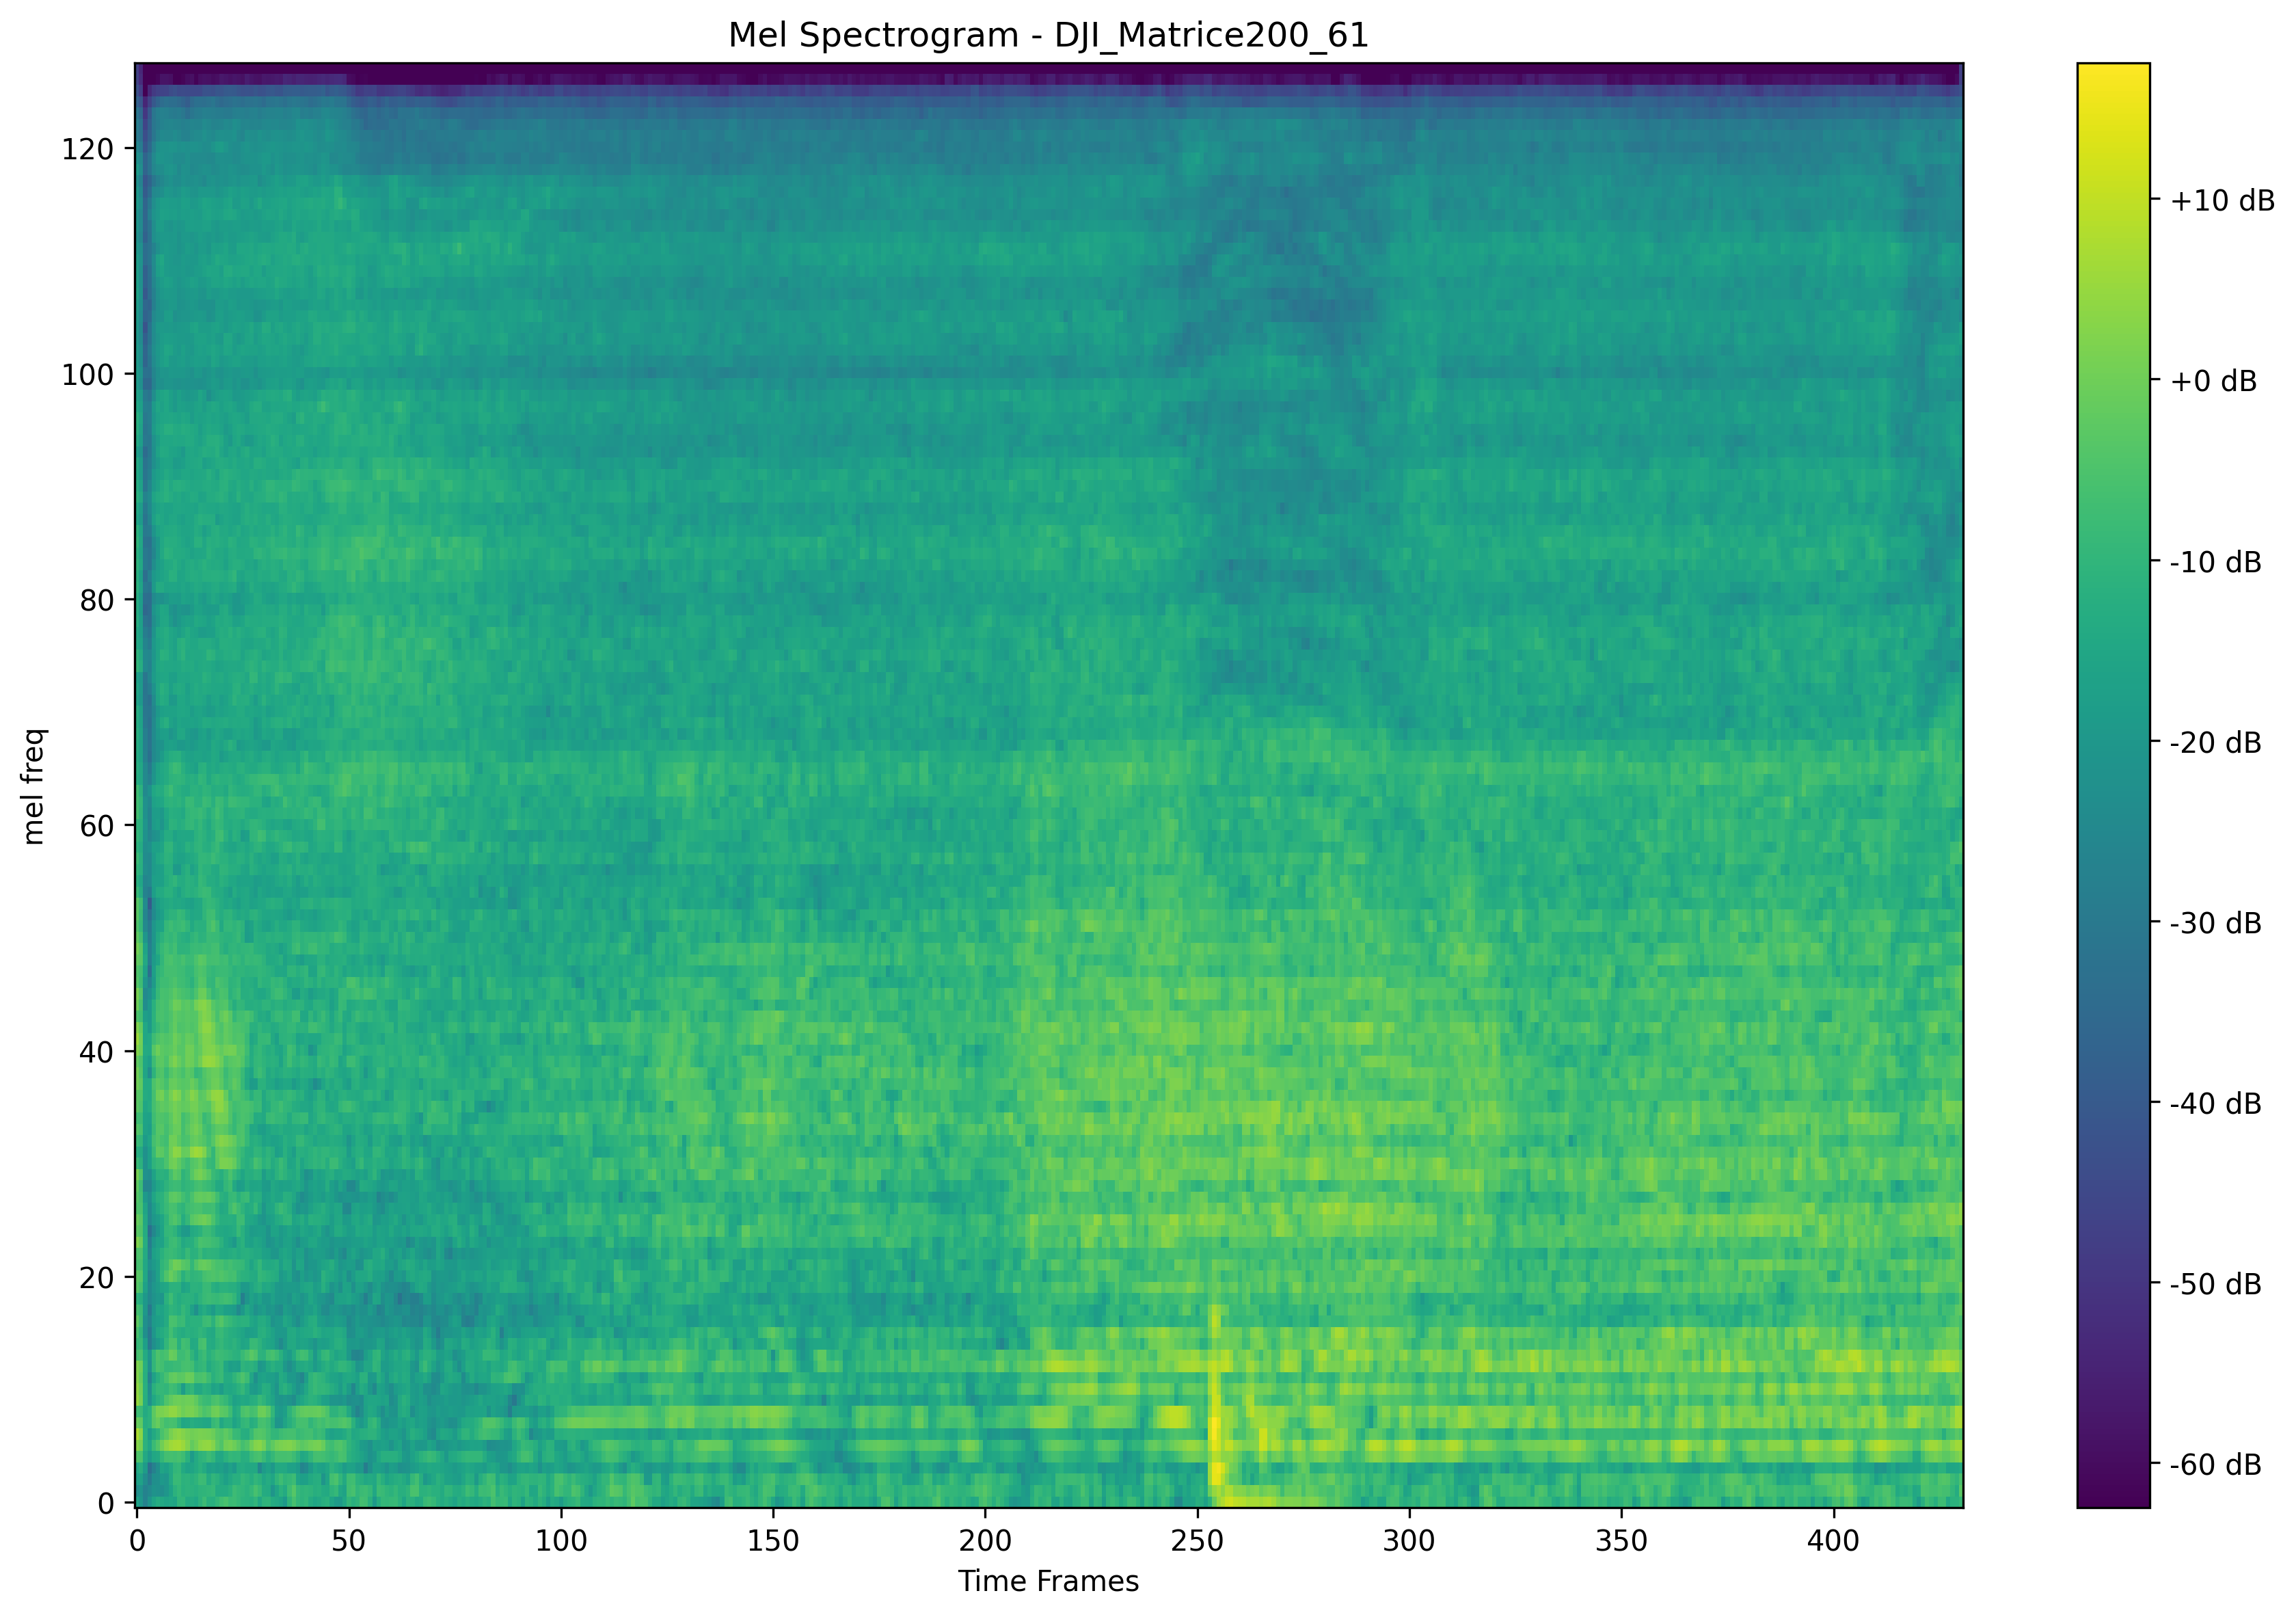 Mel Spectrogram - DJI_Matrice200_61
mel freq
120
100
80
60
40
20
0
0 50 100 150 200 250 300 350 400
Time Frames
+10 dB
+0 dB
-10 dB
-20 dB
-30 dB
-40 dB
-50 dB
-60 dB